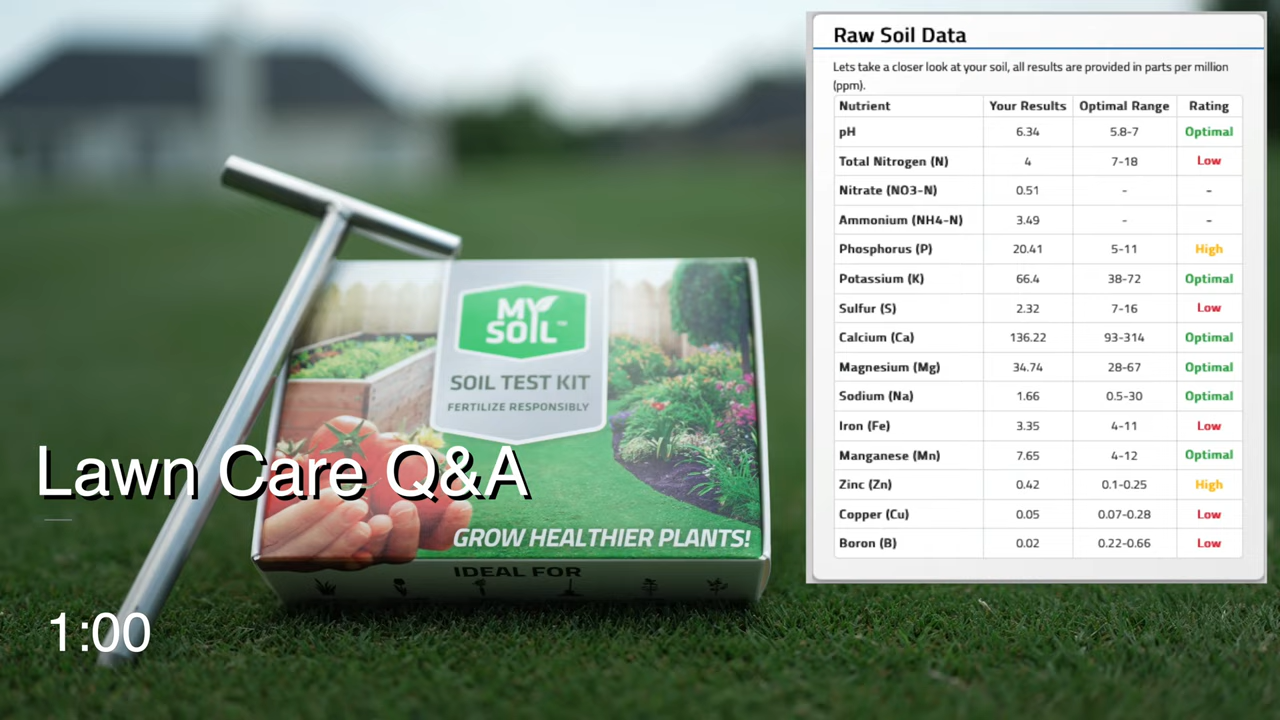 Raw Soil Data
Lets take a closer look at your soil, all results are provided in parts per million
(ppm).
Nutrient Your Results Optimal Range Rating
pH 6.34 5.8-7 Optimal
Total Nitrogen (N) 4 7-18 Low
Nitrate (NO3-N) 0.51 - -
Ammonium (NH4-N) 3.49 - -
Phosphorus (P) 20.41 5-11 High
Potassium (K) 66.4 38-72 Optimal
Sulfur (S) 2.32 7-16 Low
Calcium (Ca) 136.22 93-314 Optimal
Magnesium (Mg) 34.74 28-67 Optimal
Sodium (Na) 1.66 0.5-30 Optimal
Iron (Fe) 3.35 4-11 Low
Manganese (Mn) 7.65 4-12 Optimal
Zinc (Zn) 0.42 0.1-0.25 High
Copper (Cu) 0.05 0.07-0.28 Low
Boron (B) 0.02 0.22-0.66 Low
MY
SOIL™
SOIL TEST KIT
FERTILIZE RESPONSIBLY
GROW HEALTHIER PLANTS!
IDEAL FOR
Lawn Care Q&A
1:00